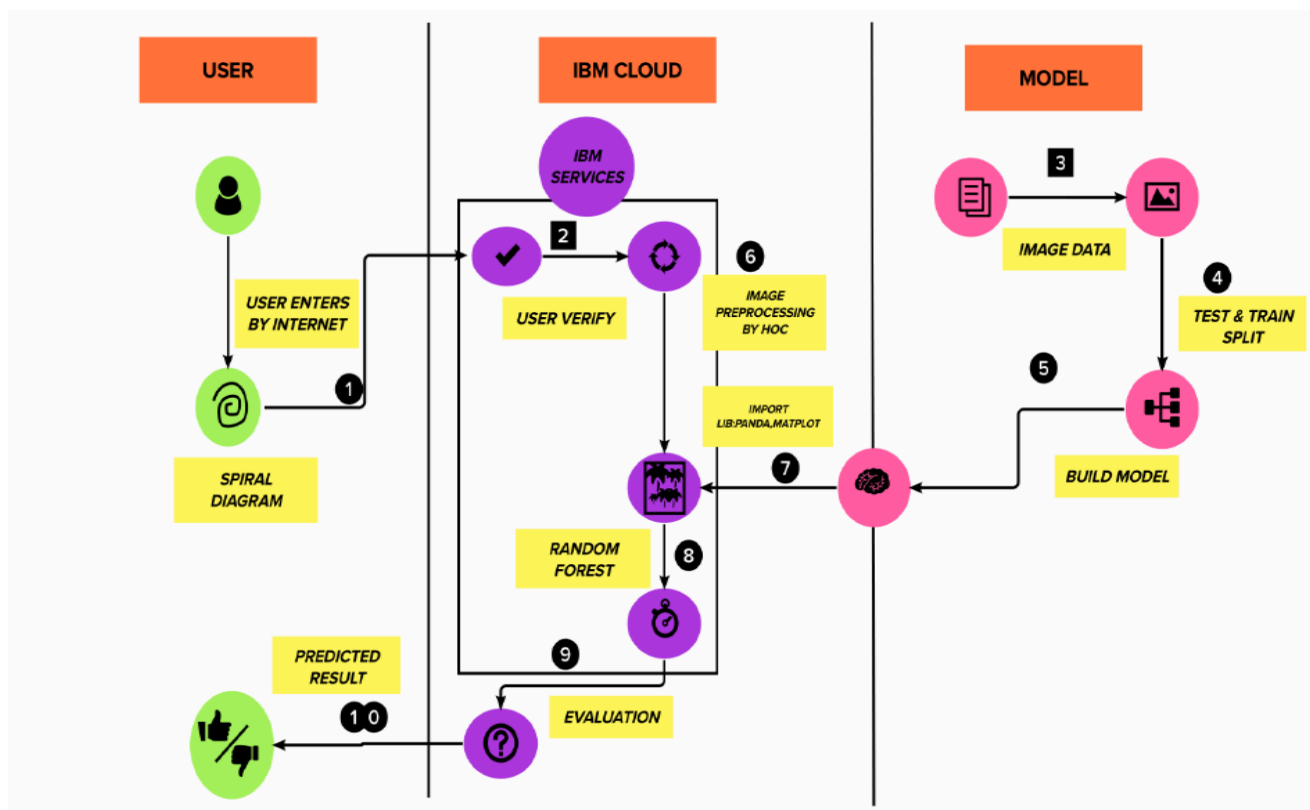 USER
IBM CLOUD
MODEL
IBM
SERVICES
3
2
6
IMAGE DATA
4
USER ENTERS
BY INTERNET
USER VERIFY
IMAGE
PREPROCESSING
BY HOC
TEST & TRAIN
SPLIT
1
5
IMPORT
LIB:PANDA,MATPLOT
SPIRAL
DIAGRAM
7
BUILD MODEL
RANDOM
FOREST
8
PREDICTED
RESULT
9
10
EVALUATION
?